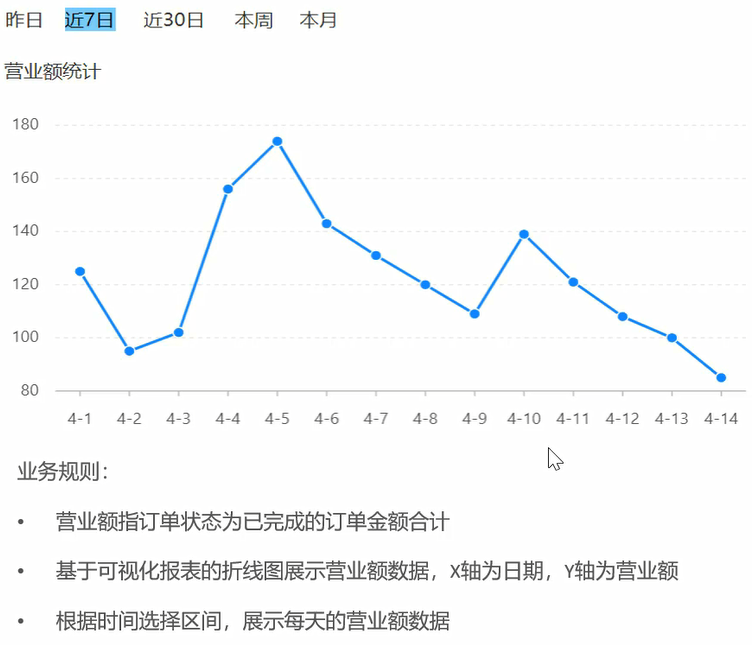 昨日 近7日 近30日 本周 本月
营业额统计
180
160
140
120
100
80
4-1 4-2 4-3 4-4 4-5 4-6 4-7 4-8 4-9 4-10 4-11 4-12 4-13 4-14
业务规则：
• 营业额指订单状态为已完成的订单金额合计
• 基于可视化报表的折线图展示营业额数据，X轴为日期，Y轴为营业额
• 根据时间选择区间，展示每天的营业额数据